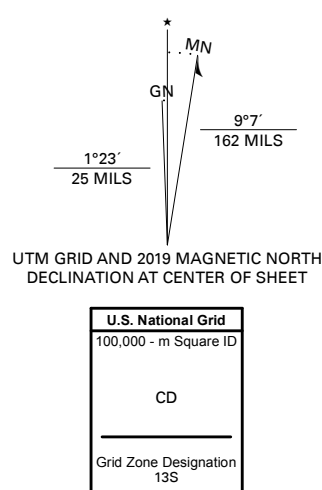 MN
GN
9°7´
162 MILS
1°23´
25 MILS
UTM GRID AND 2019 MAGNETIC NORTH
DECLINATION AT CENTER OF SHEET
U.S. National Grid
100,000 - m Square ID
CD
Grid Zone Designation
13S